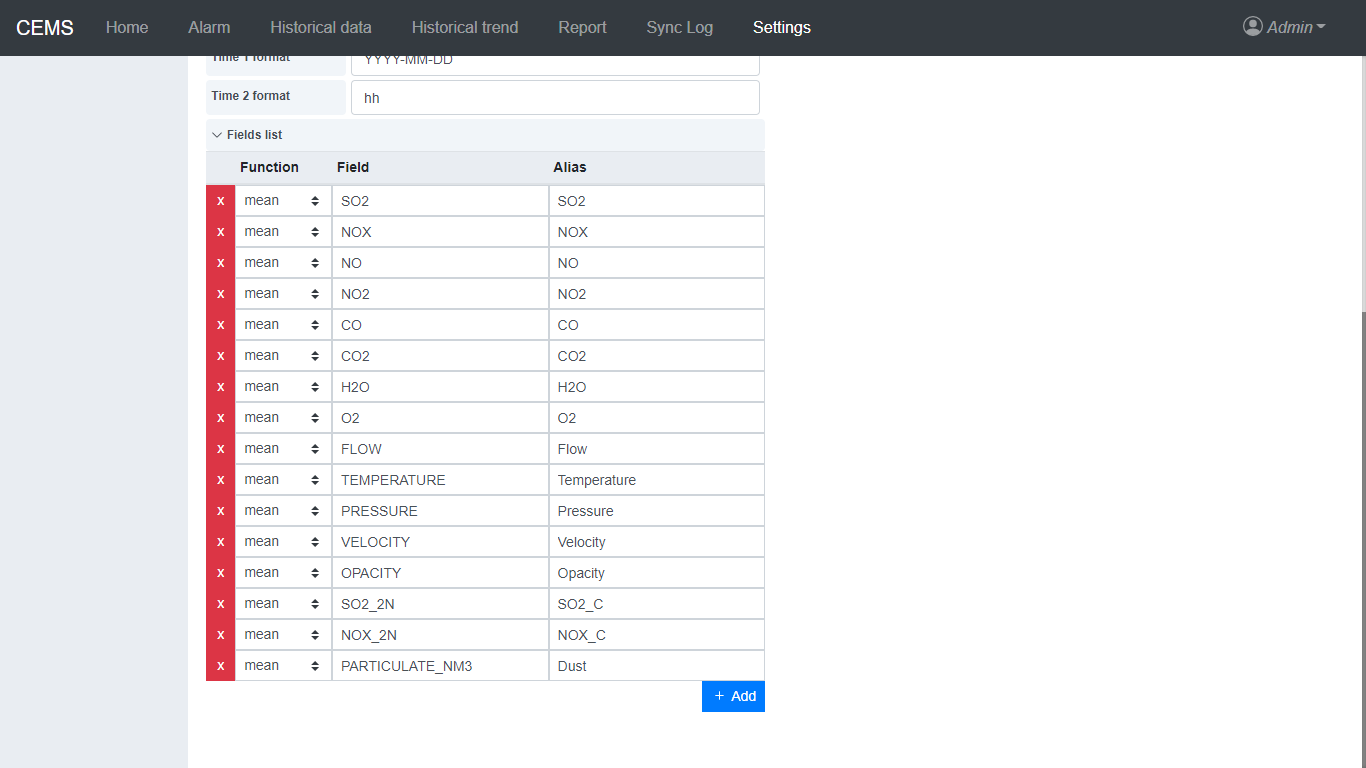 CEMS Home Alarm Historical data Historical trend Report Sync Log Settings Admin
Time 1 format YYYY-MM-DD
Time 2 format hh
Fields list
Function Field Alias
x mean SO2 SO2
x mean NOX NOX
x mean NO NO
x mean NO2 NO2
x mean CO CO
x mean CO2 CO2
x mean H2O H2O
x mean O2 O2
x mean FLOW Flow
x mean TEMPERATURE Temperature
x mean PRESSURE Pressure
x mean VELOCITY Velocity
x mean OPACITY Opacity
x mean SO2_2N SO2_C
x mean NOX_2N NOX_C
x mean PARTICULATE_NM3 Dust
+ Add